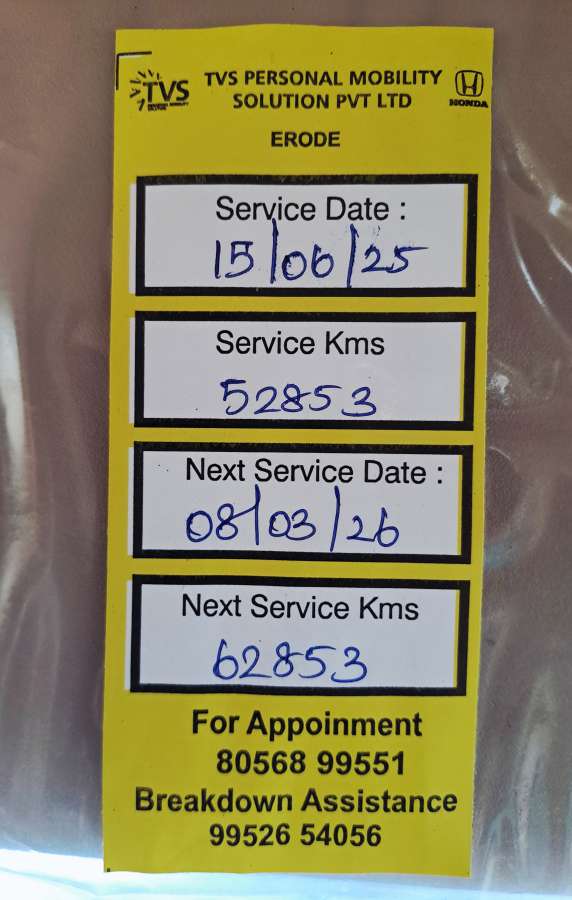 TVS
TVS PERSONAL MOBILITY
SOLUTION PVT LTD
HONDA
ERODE
Service Date :
15/06/25
Service Kms
52853
Next Service Date :
08/03/26
Next Service Kms
62853
For Appoinment
80568 99551
Breakdown Assistance
99526 54056